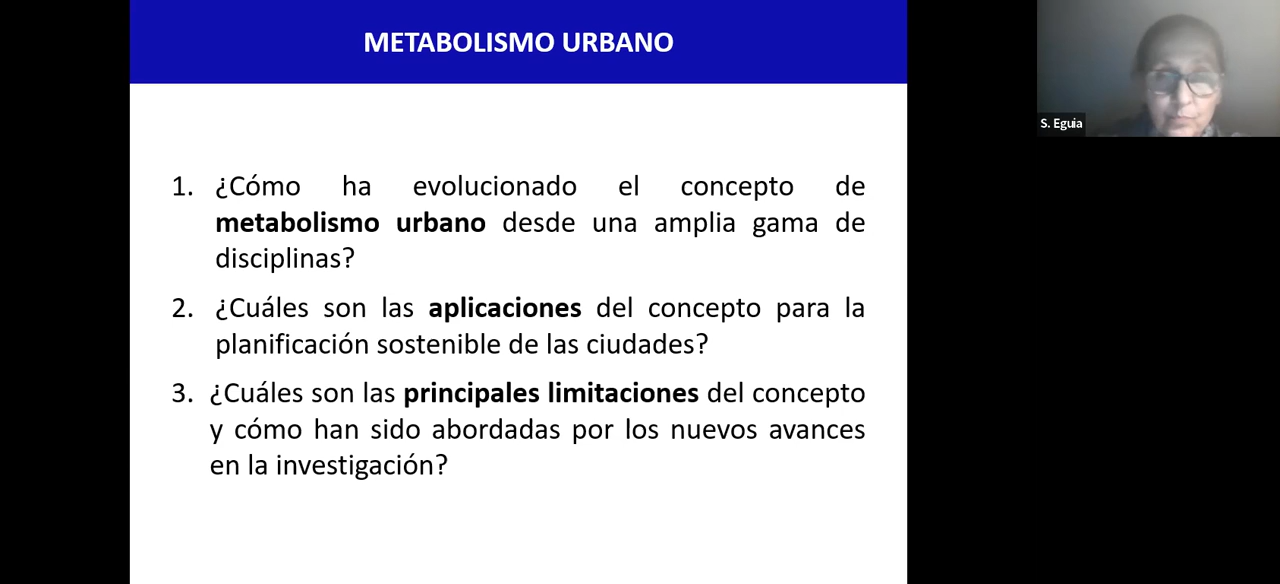 METABOLISMO URBANO
S. Eguia
1. ¿Cómo ha evolucionado el concepto de
metabolismo urbano desde una amplia gama de
disciplinas?
2. ¿Cuáles son las aplicaciones del concepto para la
planificación sostenible de las ciudades?
3. ¿Cuáles son las principales limitaciones del concepto
y cómo han sido abordadas por los nuevos avances
en la investigación?